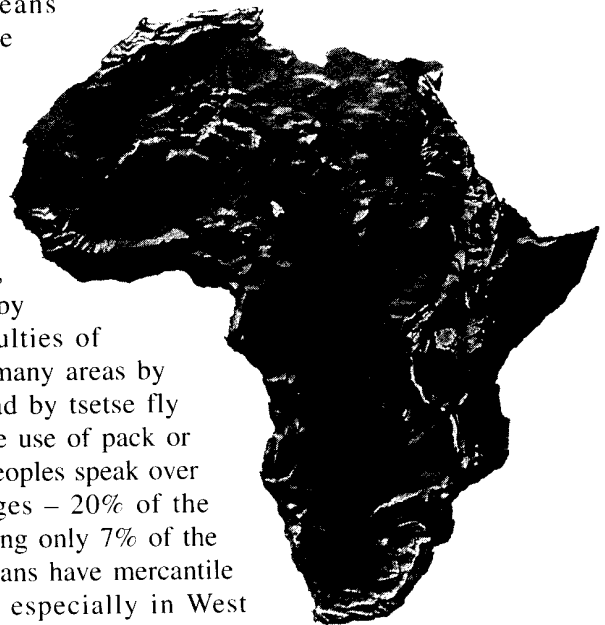 eans
e
,
by
ulties of
many areas by
nd by tsetse fly
e use of pack or
eoples speak over
ges – 20% of the
ng only 7% of the
ans have mercantile
especially in West